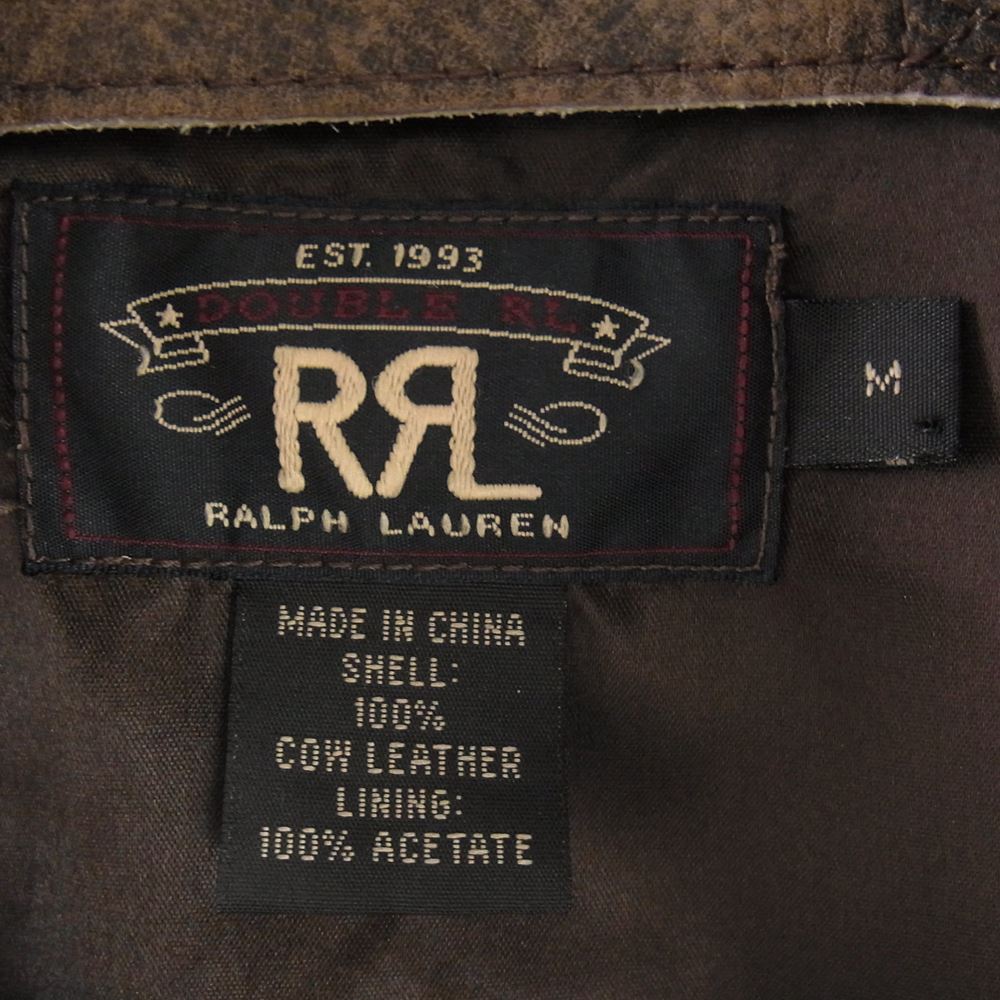 EST. 1993
DOUBLE RL
RRL
RALPH LAUREN
M
MADE IN CHINA
SHELL:
100%
COW LEATHER
LINING:
100% ACETATE